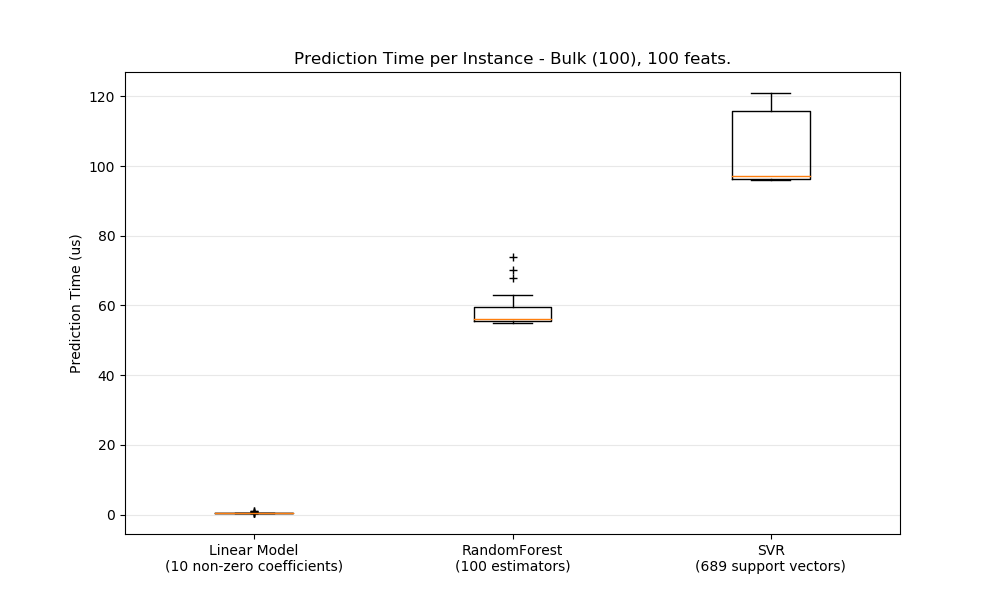 Prediction Time per Instance - Bulk (100), 100 feats.
Prediction Time (us)
120
100
80
60
40
20
0
Linear Model
(10 non-zero coefficients)
RandomForest
(100 estimators)
SVR
(689 support vectors)